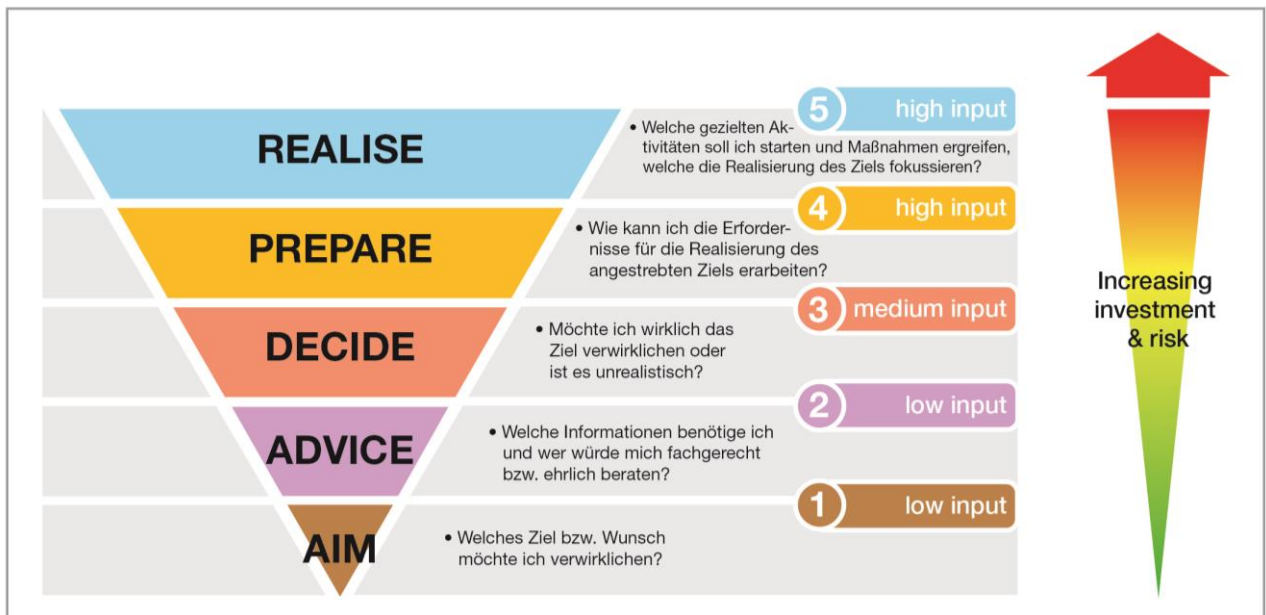 5 high input
REALISE
• Welche gezielten Ak-
tivitäten soll ich starten und Maßnahmen ergreifen,
welche die Realisierung des Ziels fokussieren?
4 high input
PREPARE
• Wie kann ich die Erforder-
nisse für die Realisierung des
angestrebten Ziels erarbeiten?
3 medium input
DECIDE
• Möchte ich wirklich das
Ziel verwirklichen oder
ist es unrealistisch?
2 low input
ADVICE
• Welche Informationen benötige ich
und wer würde mich fachgerecht
bzw. ehrlich beraten?
1 low input
AIM
• Welches Ziel bzw. Wunsch
möchte ich verwirklichen?
Increasing
investment
& risk